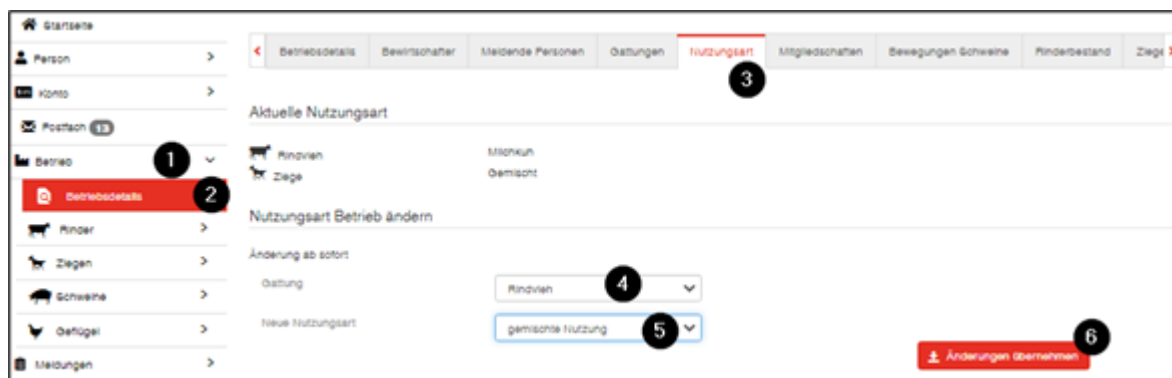 Startseite
Person
Konto
Postfach 13
Betrieb 1
Betriebsdetails 2
Rinder
Ziegen
Schweine
Geflügel
Meldungen
Betriebsdetails Bewirtschafter Meldende Personen Gattungen Nutzungsart Mitgliedschaften Bewegungen Schweine Rinderbestand Ziege
3
Aktuelle Nutzungsart
Rindvieh Milchkuh
Ziege Gemischt
Nutzungsart Betrieb ändern
Änderung ab sofort
Gattung Rindvieh 4
Neue Nutzungsart gemischte Nutzung 5
Änderungen übernehmen 6